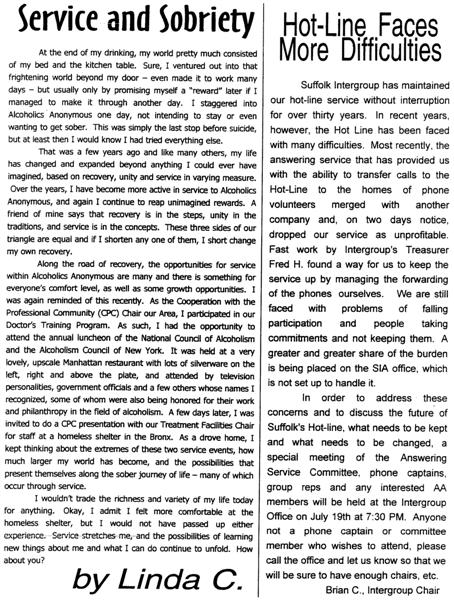 Service and Sobriety
At the end of my drinking, my world pretty much consisted
of my bed and the kitchen table. Sure, I ventured out into that
frightening world beyond my door – even made it to work many
days – but usually only by promising myself a "reward" later if I
managed to make it through another day. I staggered into
Alcoholics Anonymous one day, not intending to stay or even
wanting to get sober. This was simply the last stop before suicide,
but at least then I would know I had tried everything else.
That was a few years ago and like many others, my life
has changed and expanded beyond anything I could ever have
imagined, based on recovery, unity and service in varying measure.
Over the years, I have become more active in service to Alcoholics
Anonymous, and again I continue to reap unimagined rewards. A
friend of mine says that recovery is in the steps, unity in the
traditions, and service is in the concepts. These three sides of our
triangle are equal and if I shorten any one of them, I short change
my own recovery.
Along the road of recovery, the opportunities for service
within Alcoholics Anonymous are many and there is something for
everyone's comfort level, as well as some growth opportunities. I
was again reminded of this recently. As the Cooperation with the
Professional Community (CPC) Chair our Area, I participated in our
Doctor's Training Program. As such, I had the opportunity to
attend the annual luncheon of the National Council of Alcoholism
and the Alcoholism Council of New York. It was held at a very
lovely, upscale Manhattan restaurant with lots of silverware on the
left, right and above the plate, and attended by television
personalities, government officials and a few others whose names I
recognized, some of whom were also being honored for their work
and philanthropy in the field of alcoholism. A few days later, I was
invited to do a CPC presentation with our Treatment Facilities Chair
for staff at a homeless shelter in the Bronx. As a drove home, I
kept thinking about the extremes of these two service events, how
much larger my world has become, and the possibilities that
present themselves along the sober journey of life – many of which
occur through service.
I wouldn't trade the richness and variety of my life today
for anything. Okay, I admit I felt more comfortable at the
homeless shelter, but I would not have passed up either
experience. Service stretches me, and the possibilities of learning
new things about me and what I can do continue to unfold. How
about you?
by Linda C.
Hot-Line Faces
More Difficulties
Suffolk Intergroup has maintained
our hot-line service without interruption
for over thirty years. In recent years,
however, the Hot Line has been faced
with many difficulties. Most recently, the
answering service that has provided us
with the ability to transfer calls to the
Hot-Line to the homes of phone
volunteers merged with another
company and, on two days notice,
dropped our service as unprofitable.
Fast work by Intergroup's Treasurer
Fred H. found a way for us to keep the
service up by managing the forwarding
of the phones ourselves. We are still
faced with problems of falling
participation and people taking
commitments and not keeping them. A
greater and greater share of the burden
is being placed on the SIA office, which
is not set up to handle it.
In order to address these
concerns and to discuss the future of
Suffolk's Hot-line, what needs to be kept
and what needs to be changed, a
special meeting of the Answering
Service Committee, phone captains,
group reps and any interested AA
members will be held at the Intergroup
Office on July 19th at 7:30 PM. Anyone
not a phone captain or committee
member who wishes to attend, please
call the office and let us know so that we
will be sure to have enough chairs, etc.
Brian C., Intergroup Chair